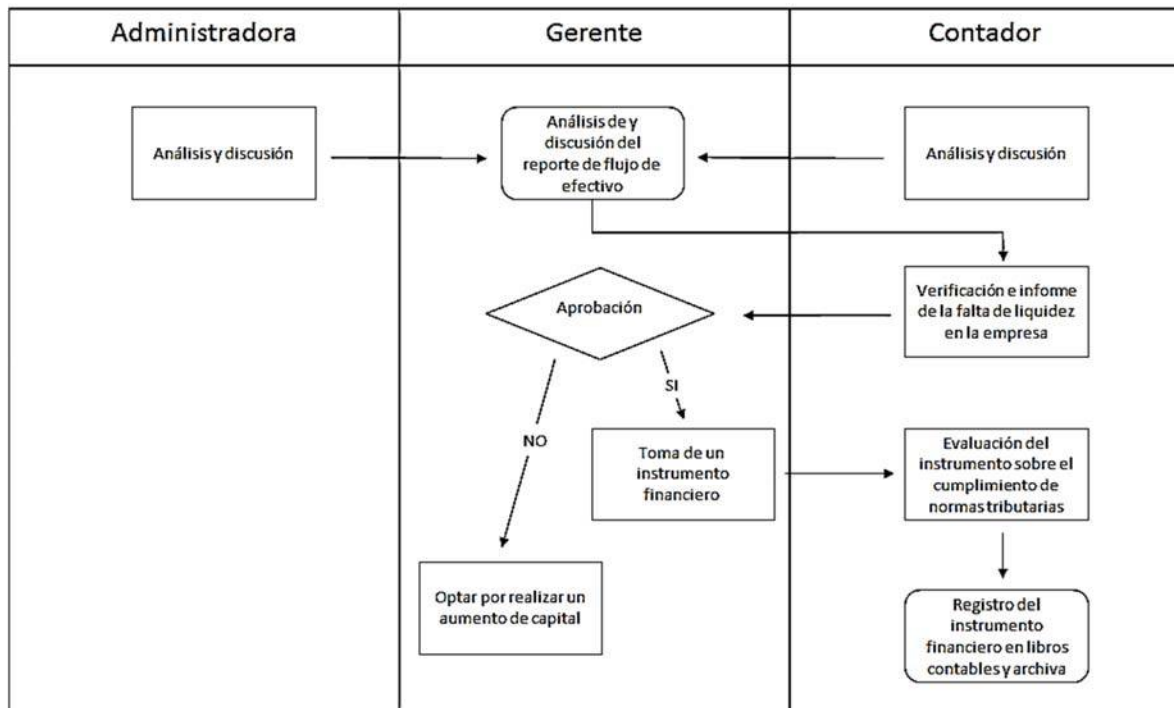 Administradora
Gerente
Contador
Análisis y discusión
Análisis de y
discusión del
reporte de flujo de
efectivo
Análisis y discusión
Verificación e informe
de la falta de liquidez
en la empresa
Aprobación
SI
NO
Toma de un
instrumento
financiero
Evaluación del
instrumento sobre el
cumplimiento de
normas tributarias
Optar por realizar un
aumento de capital
Registro del
instrumento
financiero en libros
contables y archiva